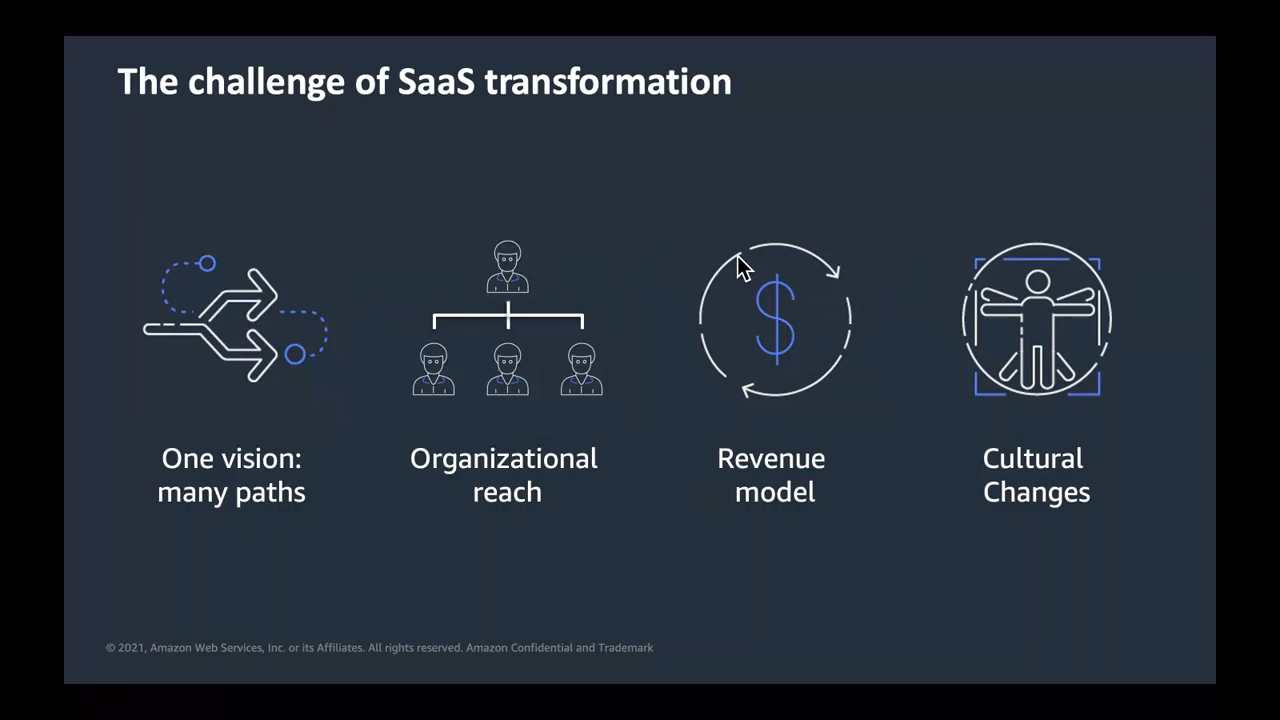 The challenge of SaaS transformation
One vision:
many paths
Organizational
reach
Revenue
model
Cultural
Changes
© 2021, Amazon Web Services, Inc. or its Affiliates. All rights reserved. Amazon Confidential and Trademark